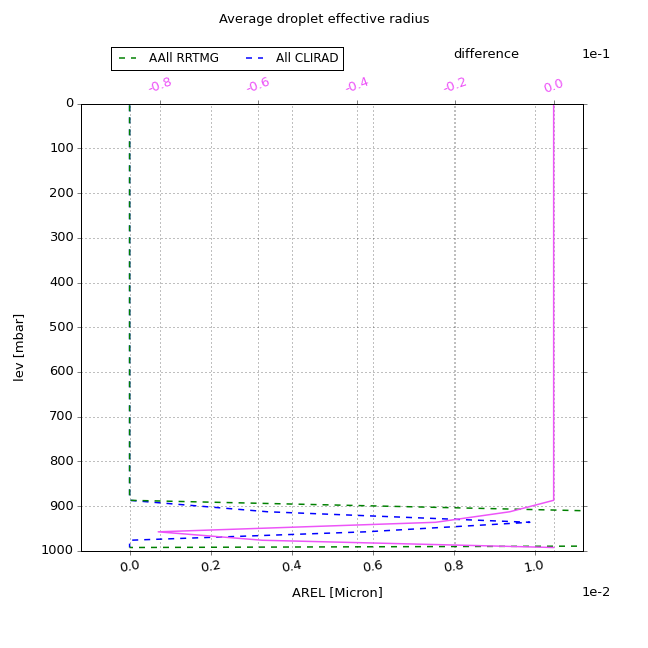 Average droplet effective radius
AAll RRTMG All CLIRAD
difference 1e-1
-0.8 -0.6 -0.4 -0.2 0.0
0
100
200
300
400
500
600
700
800
900
1000
lev [mbar]
0.0 0.2 0.4 0.6 0.8 1.0
AREL [Micron] 1e-2